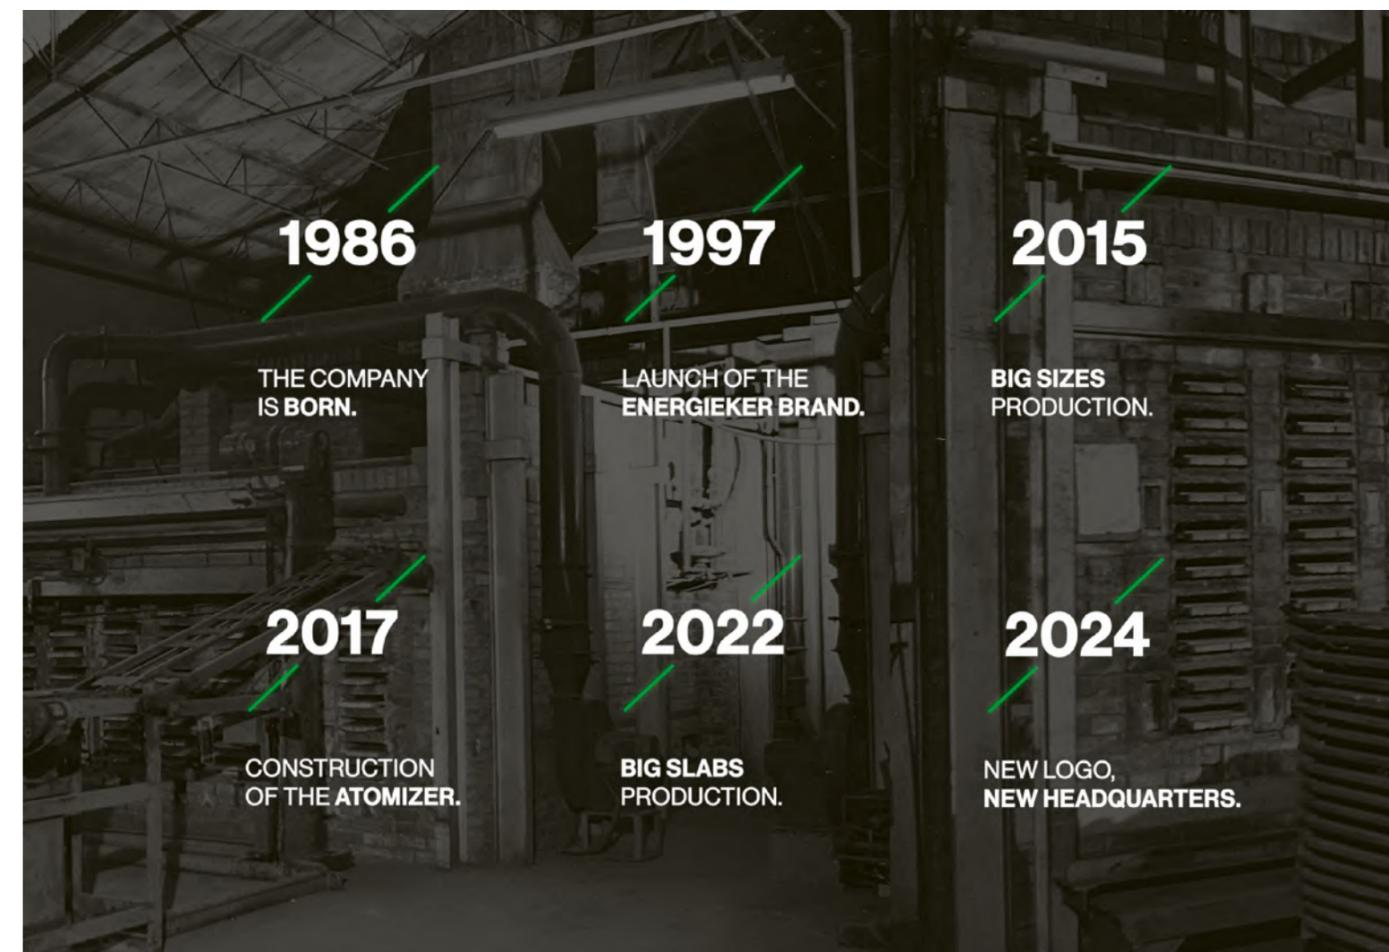 1986
THE COMPANY
IS BORN.
1997
LAUNCH OF THE
ENERGIEKER BRAND.
2015
BIG SIZES
PRODUCTION.
2017
CONSTRUCTION
OF THE ATOMIZER.
2022
BIG SLABS
PRODUCTION.
2024
NEW LOGO,
NEW HEADQUARTERS.